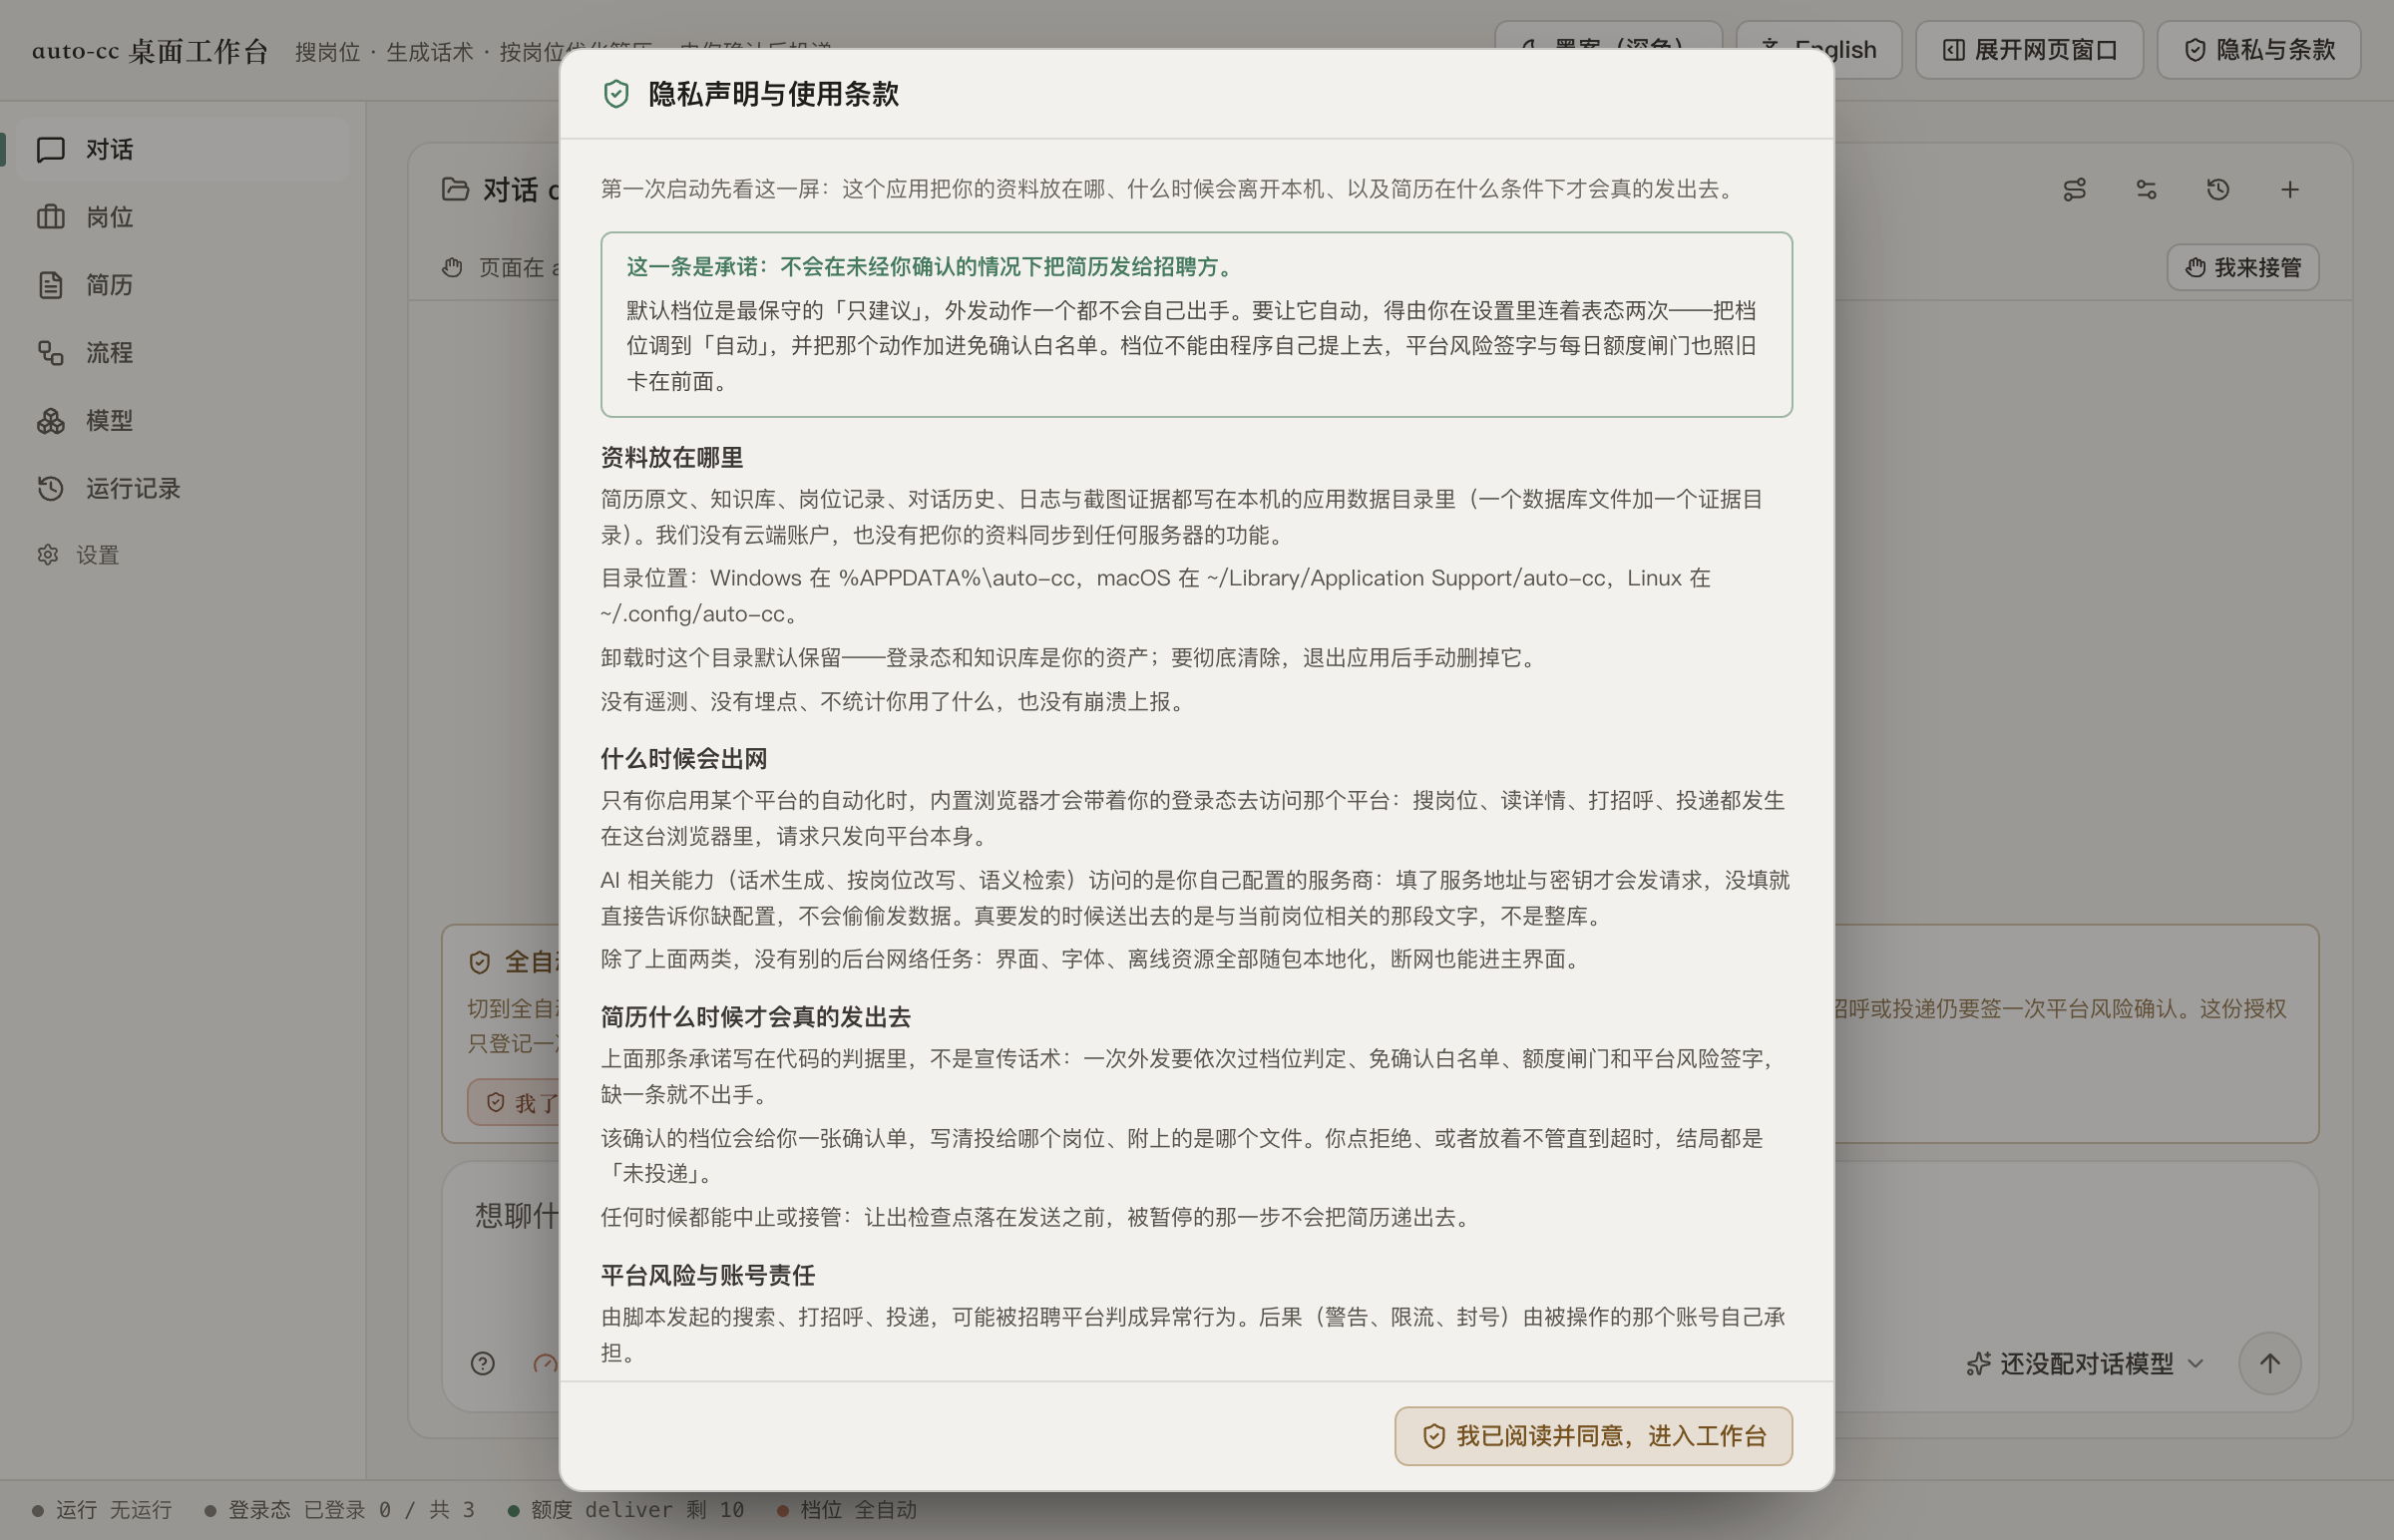 auto-cc 桌面工作台
搜岗位 · 生成话术 · 按岗位优化简历
English
展开网页窗口
隐私与条款
对话
岗位
简历
流程
模型
运行记录
设置
对话
页面在
我来接管
隐私声明与使用条款
第一次启动先看这一屏：这个应用把你的资料放在哪、什么时候会离开本机、以及简历在什么条件下才会真的发出去。
这一条是承诺：不会在未经你确认的情况下把简历发给招聘方。
默认档位是最保守的「只建议」，外发动作一个都不会自己出手。要让它自动，得由你在设置里连着表态两次——把档
位调到「自动」，并把那个动作加进免确认白名单。档位不能由程序自己提上去，平台风险签字与每日额度闸门也照旧
卡在前面。
资料放在哪里
简历原文、知识库、岗位记录、对话历史、日志与截图证据都写在本机的应用数据目录里（一个数据库文件加一个证据目
录）。我们没有云端账户，也没有把你的资料同步到任何服务器的功能。
目录位置：Windows 在 %APPDATA%\auto-cc，macOS 在 ~/Library/Application Support/auto-cc，Linux 在
~/.config/auto-cc。
卸载时这个目录默认保留——登录态和知识库是你的资产；要彻底清除，退出应用后手动删掉它。
没有遥测、没有埋点、不统计你用了什么，也没有崩溃上报。
什么时候会出网
只有你启用某个平台的自动化时，内置浏览器才会带着你的登录态去访问那个平台：搜岗位、读详情、打招呼、投递都发生
在这台浏览器里，请求只发向平台本身。
AI 相关能力（话术生成、按岗位改写、语义检索）访问的是你自己配置的服务商：填了服务地址与密钥才会发请求，没填就
直接告诉你缺配置，不会偷偷发数据。真要发的时候送出去的是与当前岗位相关的那段文字，不是整库。
除了上面两类，没有别的后台网络任务：界面、字体、离线资源全部随包本地化，断网也能进主界面。
简历什么时候才会真的发出去
上面那条承诺写在代码的判据里，不是宣传话术：一次外发要依次过档位判定、免确认白名单、额度闸门和平台风险签字，
缺一条就不出手。
该确认的档位会给你一张确认单，写清投给哪个岗位、附上的是哪个文件。你点拒绝、或者放着不管直到超时，结局都是
「未投递」。
任何时候都能中止或接管：让出检查点落在发送之前，被暂停的那一步不会把简历递出去。
平台风险与账号责任
由脚本发起的搜索、打招呼、投递，可能被招聘平台判成异常行为。后果（警告、限流、封号）由被操作的那个账号自己承
担。
我已阅读并同意，进入工作台
全自
切到全自
招呼或投递仍要签一次平台风险确认。这份授权
只登记一
我了
想聊什
还没配对话模型
运行 无运行
登录态 已登录 0 / 共 3
额度 deliver 剩 10
档位 全自动